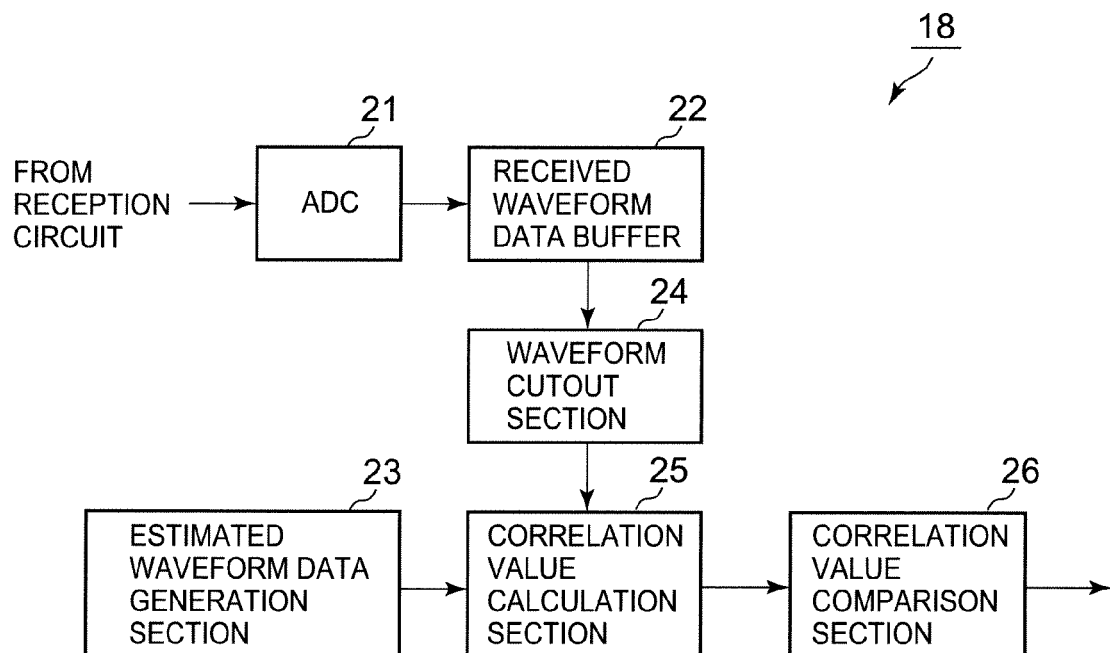 18
21
22
FROM
RECEPTION
CIRCUIT
ADC
RECEIVED
WAVEFORM
DATA BUFFER
24
WAVEFORM
CUTOUT
SECTION
23
25
26
ESTIMATED
WAVEFORM DATA
GENERATION
SECTION
CORRELATION
VALUE
CALCULATION
SECTION
CORRELATION
VALUE
COMPARISON
SECTION